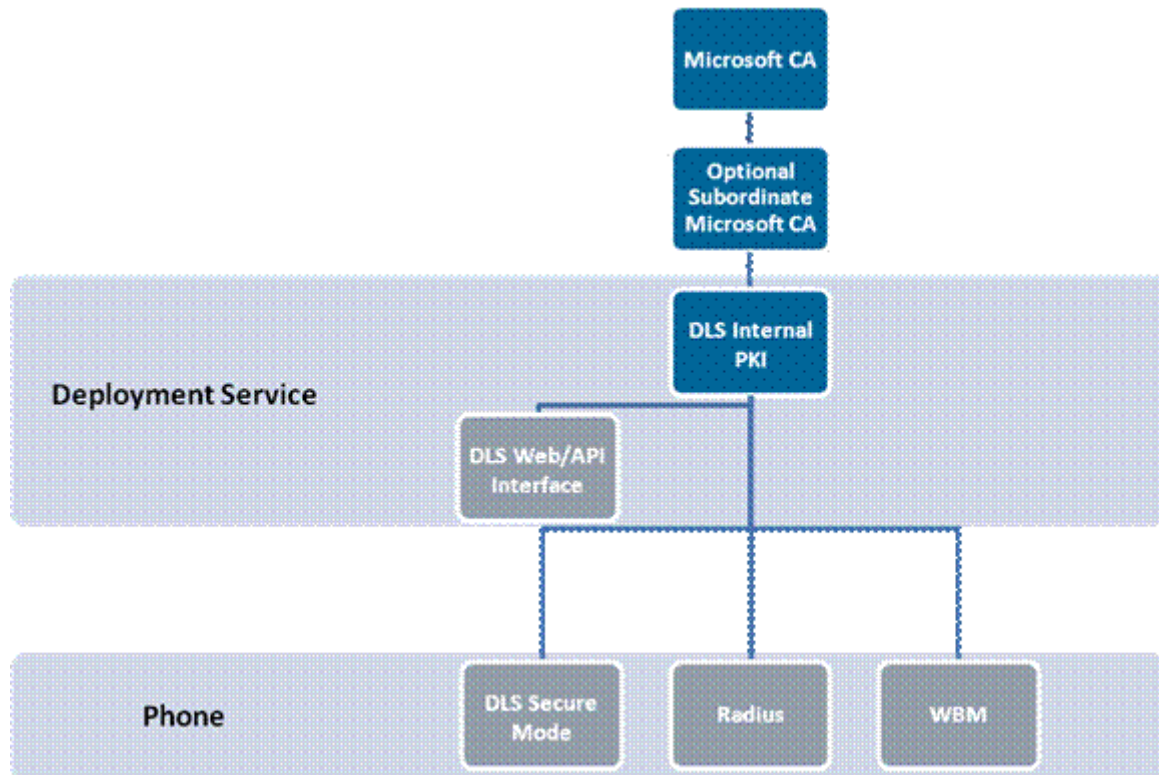 Microsoft CA
Optional
Subordinate
Microsoft CA
DLS Internal
PKI
Deployment Service
DLS Web/API
Interface
Phone
DLS Secure
Mode
Radius
WBM